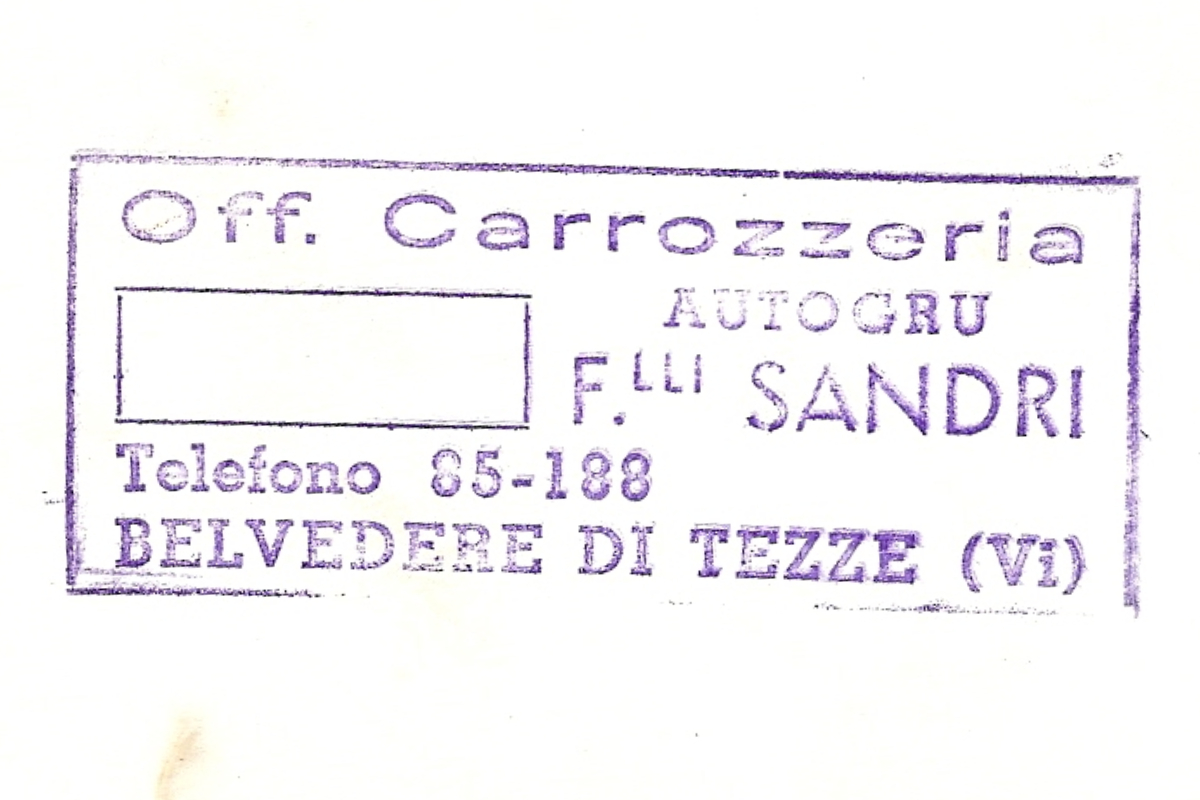 Off. Carrozzeria
AUTOGRU
F.LLI SANDRI
Telefono 85-188
BELVEDERE DI TEZZE (Vi)